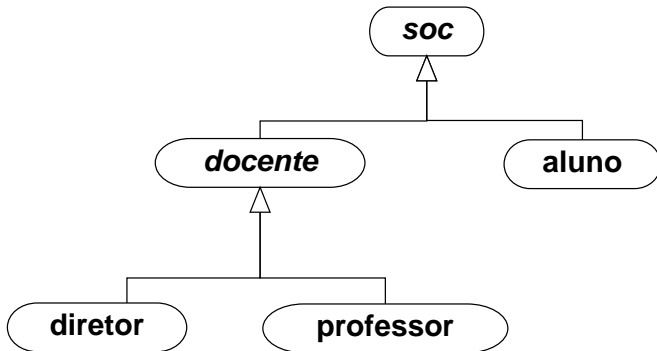 soc
docente
aluno
diretor
professor